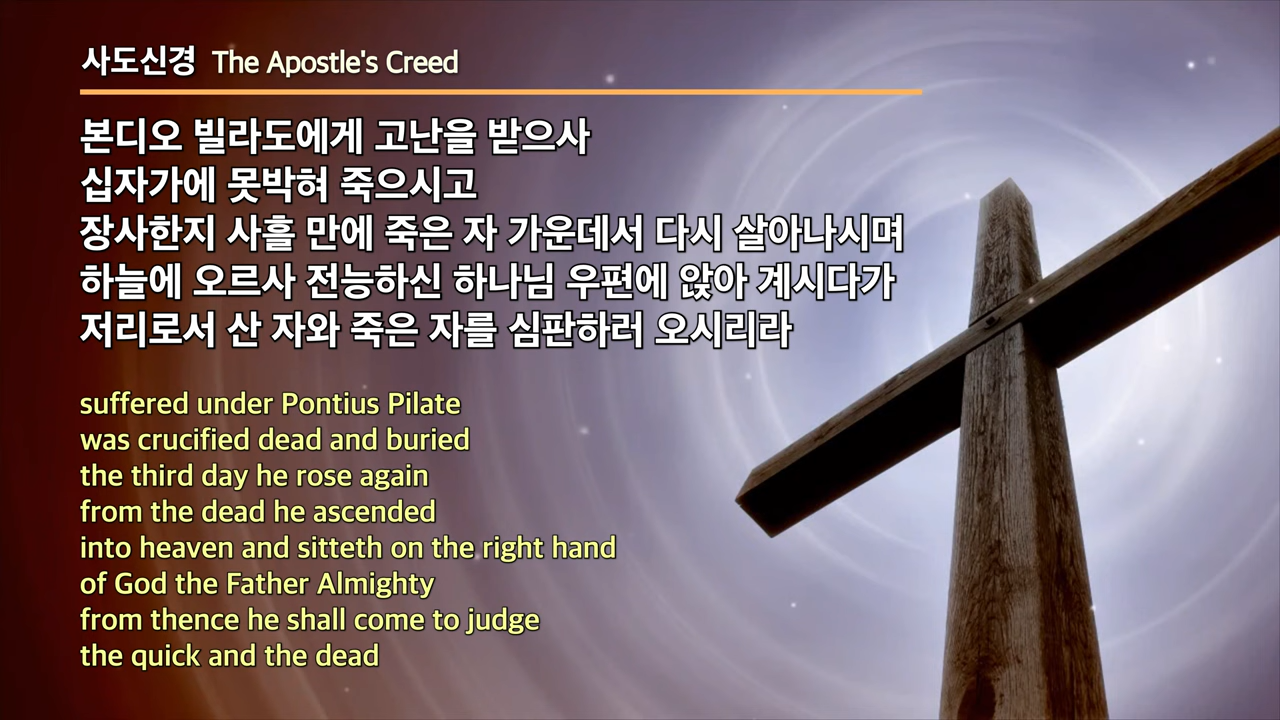 사도신경 The Apostle's Creed
본디오 빌라도에게 고난을 받으사
십자가에 못박혀 죽으시고
장사한지 사흘 만에 죽은 자 가운데서 다시 살아나시며
하늘에 오르사 전능하신 하나님 우편에 앉아 계시다가
저리로서 산 자와 죽은 자를 심판하러 오시리라
suffered under Pontius Pilate
was crucified dead and buried
the third day he rose again
from the dead he ascended
into heaven and sitteth on the right hand
of God the Father Almighty
from thence he shall come to judge
the quick and the dead